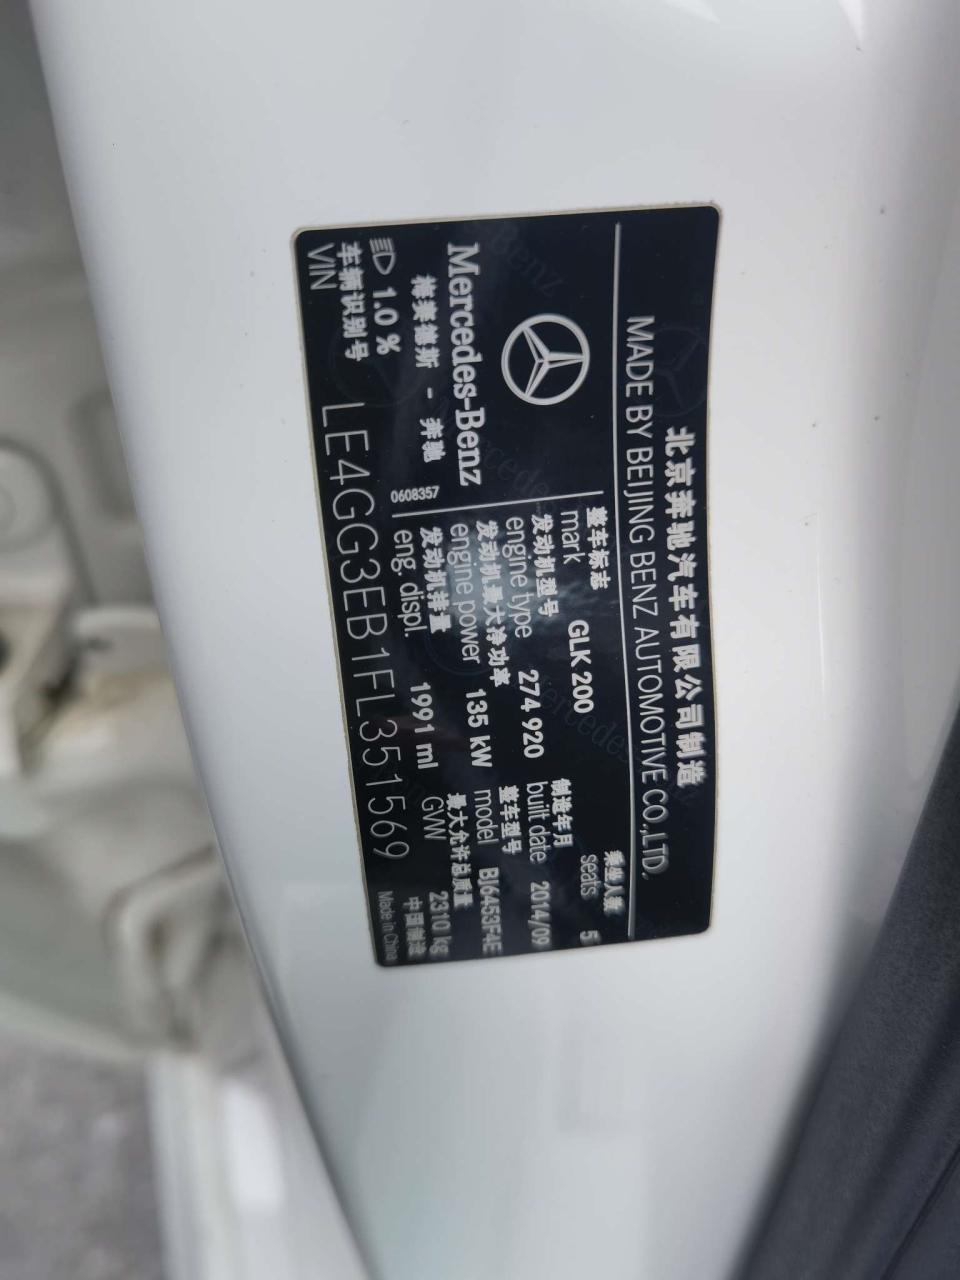 北京奔驰汽车有限公司制造
MADE BY BEIJING BENZ AUTOMOTIVE CO.,LTD.
Mercedes-Benz
梅赛德斯 - 奔驰
1.0 %
0608357
整车标志
mark GLK 200
发动机型号
engine type 274 920
发动机最大净功率
engine power 135 kW
发动机排量
eng. displ. 1991 ml
乘坐人数
seats 5
制造年月
built date 2014/09
整车型号
model BJ6453F4E
最大允许总质量
GVW 2310 kg
车辆识别号
VIN LE4GG3EB1FL351569
中国制造
Made in China